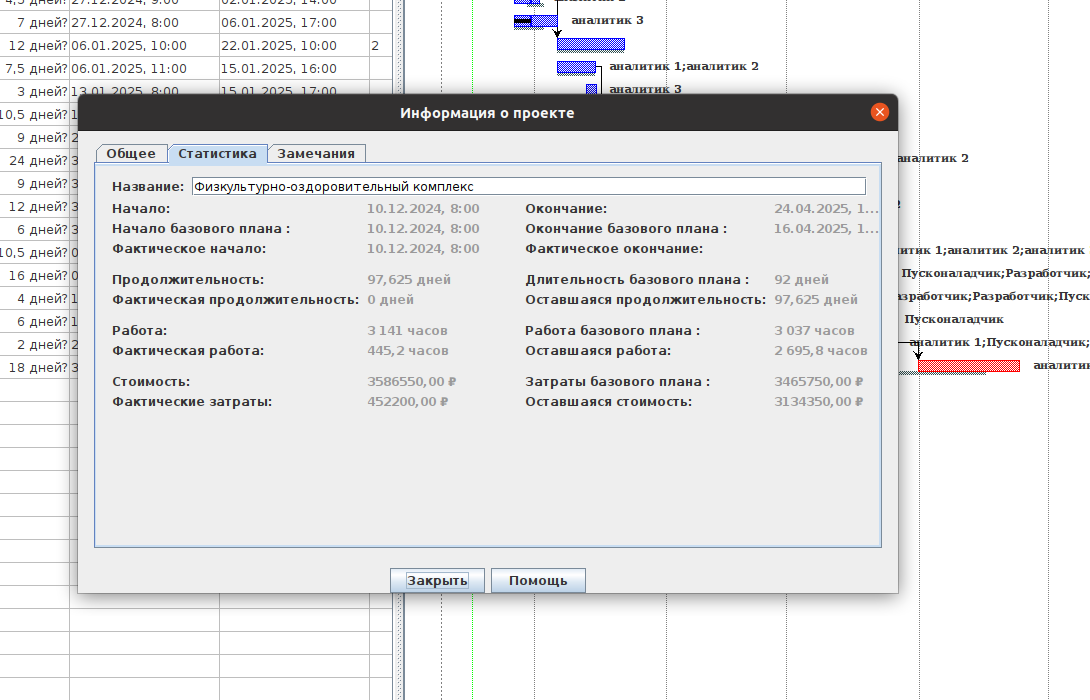 27.12.2024, 9:00 02.01.2025, 14:00
7 дней? 27.12.2024, 8:00 06.01.2025, 17:00 аналитик 3
12 дней? 06.01.2025, 10:00 22.01.2025, 10:00 2
7,5 дней? 06.01.2025, 11:00 15.01.2025, 16:00 аналитик 1;аналитик 2
3 дней? 13.01.2025, 8:00 15.01.2025, 17:00 аналитик 3
Информация о проекте
10,5 дней? 1
9 дней? 2
Общее Статистика Замечания
24 дней? 3 аналитик 2
9 дней? 3
Название: Физкультурно-оздоровительный комплекс
12 дней? 3
Начало: 10.12.2024, 8:00 Окончание: 24.04.2025, 1...
6 дней? 3
Начало базового плана : 10.12.2024, 8:00 Окончание базового плана : 16.04.2025, 1...
Фактическое начало: 10.12.2024, 8:00 Фактическое окончание:
10,5 дней? 0 итик 1;аналитик 2;аналитик
16 дней? 0 Пусконаладчик;Разработчик;
Продолжительность: 97,625 дней Длительность базового плана : 92 дней
4 дней? 1 азработчик;Разработчик;Пуск
Фактическая продолжительность: 0 дней Оставшаяся продолжительность: 97,625 дней
6 дней? 1 Пусконаладчик
Работа: 3 141 часов Работа базового плана : 3 037 часов
2 дней? 2 аналитик 1;Пусконаладчик;
Фактическая работа: 445,2 часов Оставшаяся работа: 2 695,8 часов
18 дней? 3 аналитик
Стоимость: 3586550,00 ₽ Затраты базового плана : 3465750,00 ₽
Фактические затраты: 452200,00 ₽ Оставшаяся стоимость: 3134350,00 ₽
Закрыть Помощь